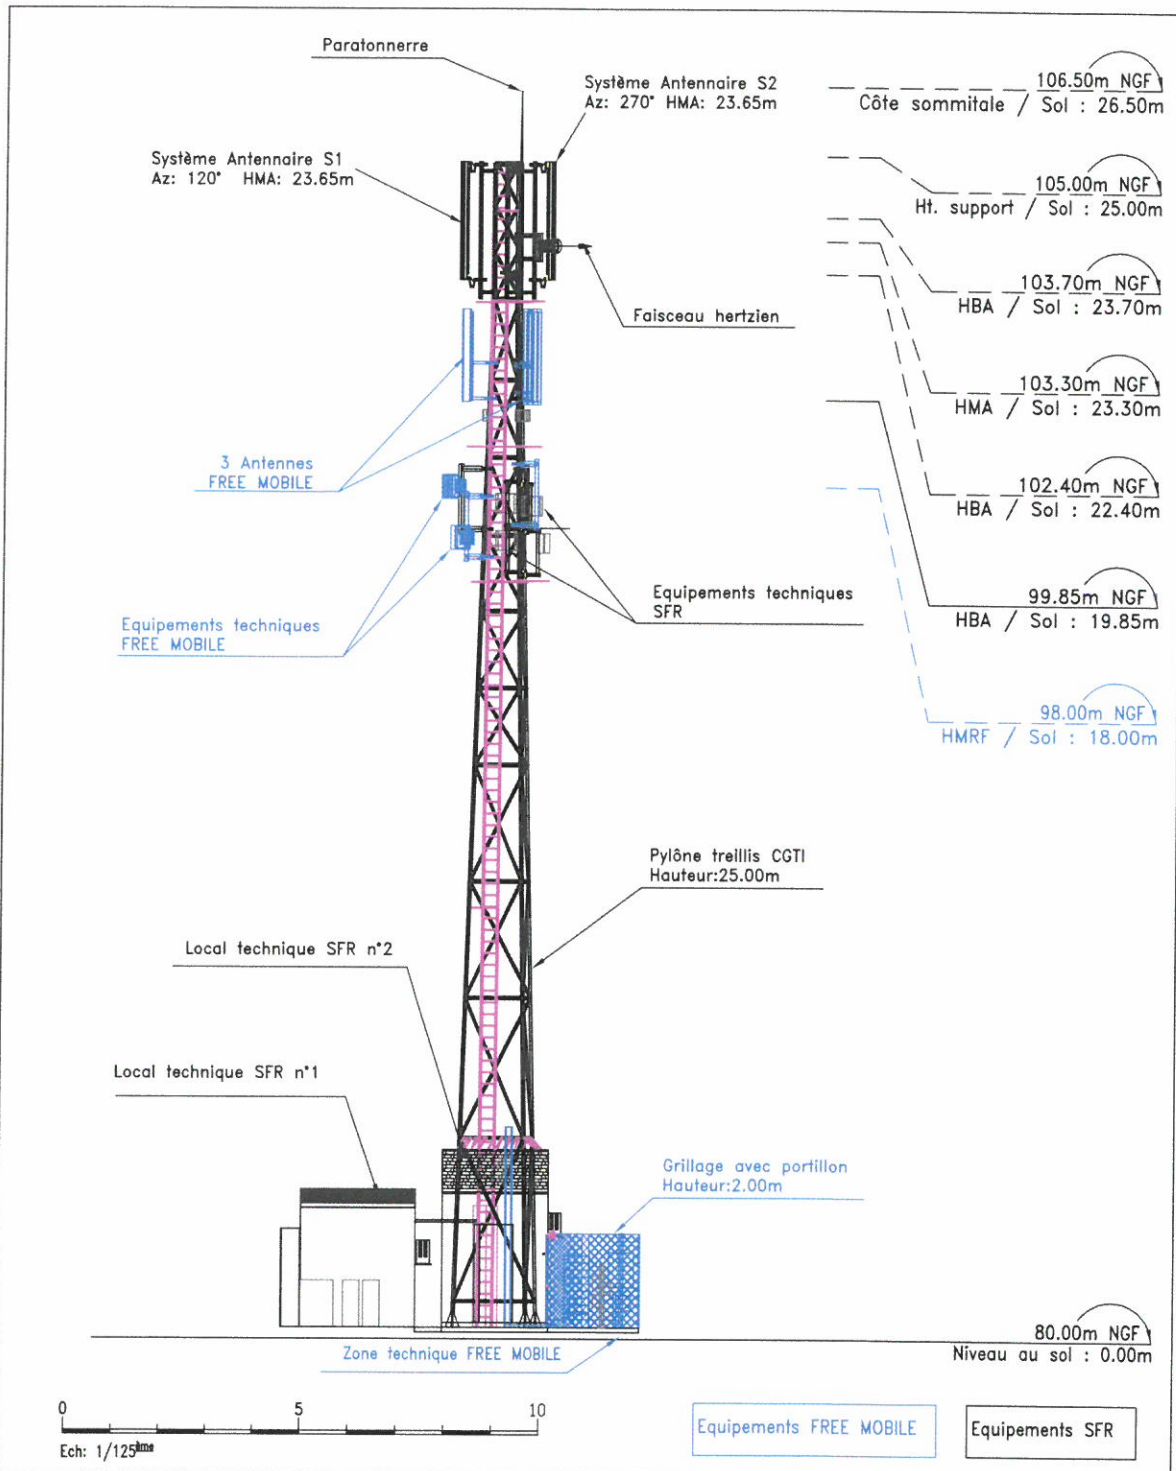 Paratonnerre
Système Antennaire S2
Az: 270° HMA: 23.65m
Système Antennaire S1
Az: 120° HMA: 23.65m
106.50m NGF
Côte sommitale / Sol : 26.50m
105.00m NGF
Ht. support / Sol : 25.00m
103.70m NGF
HBA / Sol : 23.70m
Faisceau hertzien
103.30m NGF
HMA / Sol : 23.30m
3 Antennes
FREE MOBILE
102.40m NGF
HBA / Sol : 22.40m
Equipements techniques
SFR
99.85m NGF
HBA / Sol : 19.85m
Equipements techniques
FREE MOBILE
98.00m NGF
HMRF / Sol : 18.00m
Pylône treillis CGTI
Hauteur:25.00m
Local technique SFR n°2
Local technique SFR n°1
Grillage avec portillon
Hauteur:2.00m
80.00m NGF
Niveau au sol : 0.00m
Zone technique FREE MOBILE
0 5 10
Ech: 1/125ème
Equipements FREE MOBILE
Equipements SFR